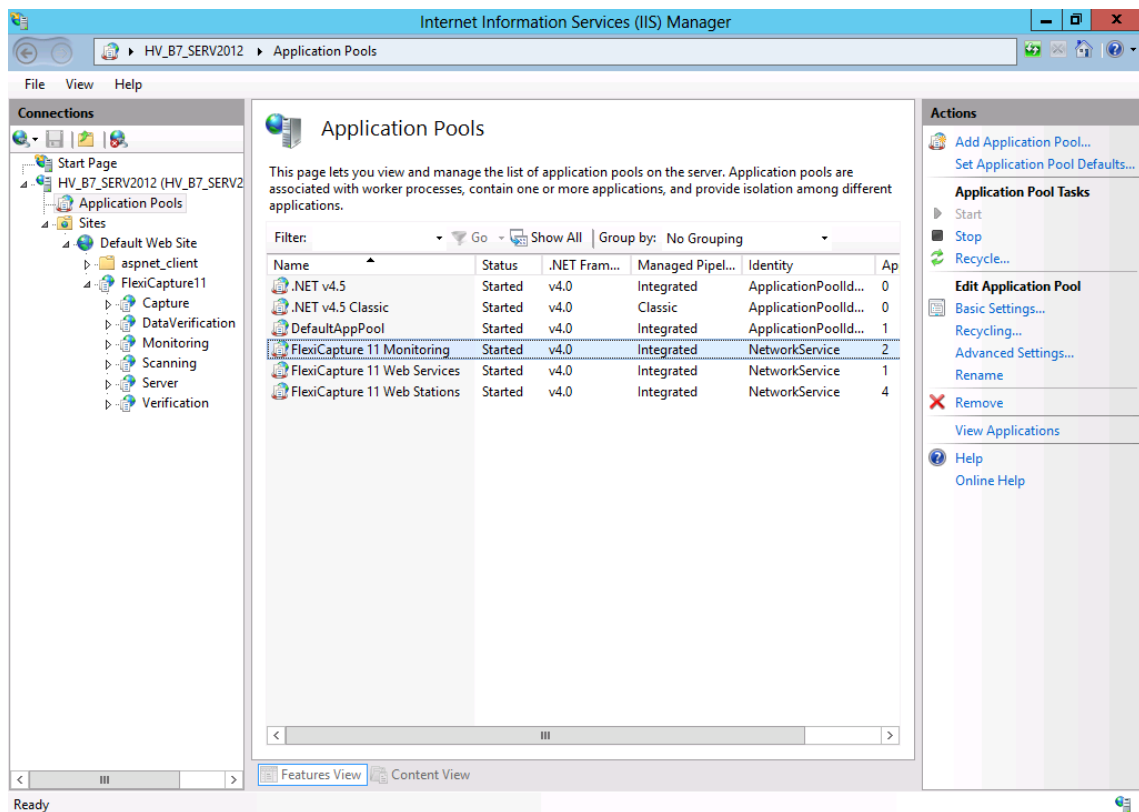 Internet Information Services (IIS) Manager
HV_B7_SERV2012 Application Pools
File View Help
Connections
Start Page
HV_B7_SERV2012 (HV_B7_SERV2
Application Pools
Sites
Default Web Site
aspnet_client
FlexiCapture11
Capture
DataVerification
Monitoring
Scanning
Server
Verification
Application Pools
This page lets you view and manage the list of application pools on the server. Application pools are
associated with worker processes, contain one or more applications, and provide isolation among different
applications.
Filter: Go Show All Group by: No Grouping
Name Status .NET Fram... Managed Pipel... Identity Ap
.NET v4.5 Started v4.0 Integrated ApplicationPoolId... 0
.NET v4.5 Classic Started v4.0 Classic ApplicationPoolId... 0
DefaultAppPool Started v4.0 Integrated ApplicationPoolId... 1
FlexiCapture 11 Monitoring Started v4.0 Integrated NetworkService 2
FlexiCapture 11 Web Services Started v4.0 Integrated NetworkService 1
FlexiCapture 11 Web Stations Started v4.0 Integrated NetworkService 4
Features View Content View
Actions
Add Application Pool...
Set Application Pool Defaults...
Application Pool Tasks
Start
Stop
Recycle...
Edit Application Pool
Basic Settings...
Recycling...
Advanced Settings...
Rename
Remove
View Applications
Help
Online Help
Ready